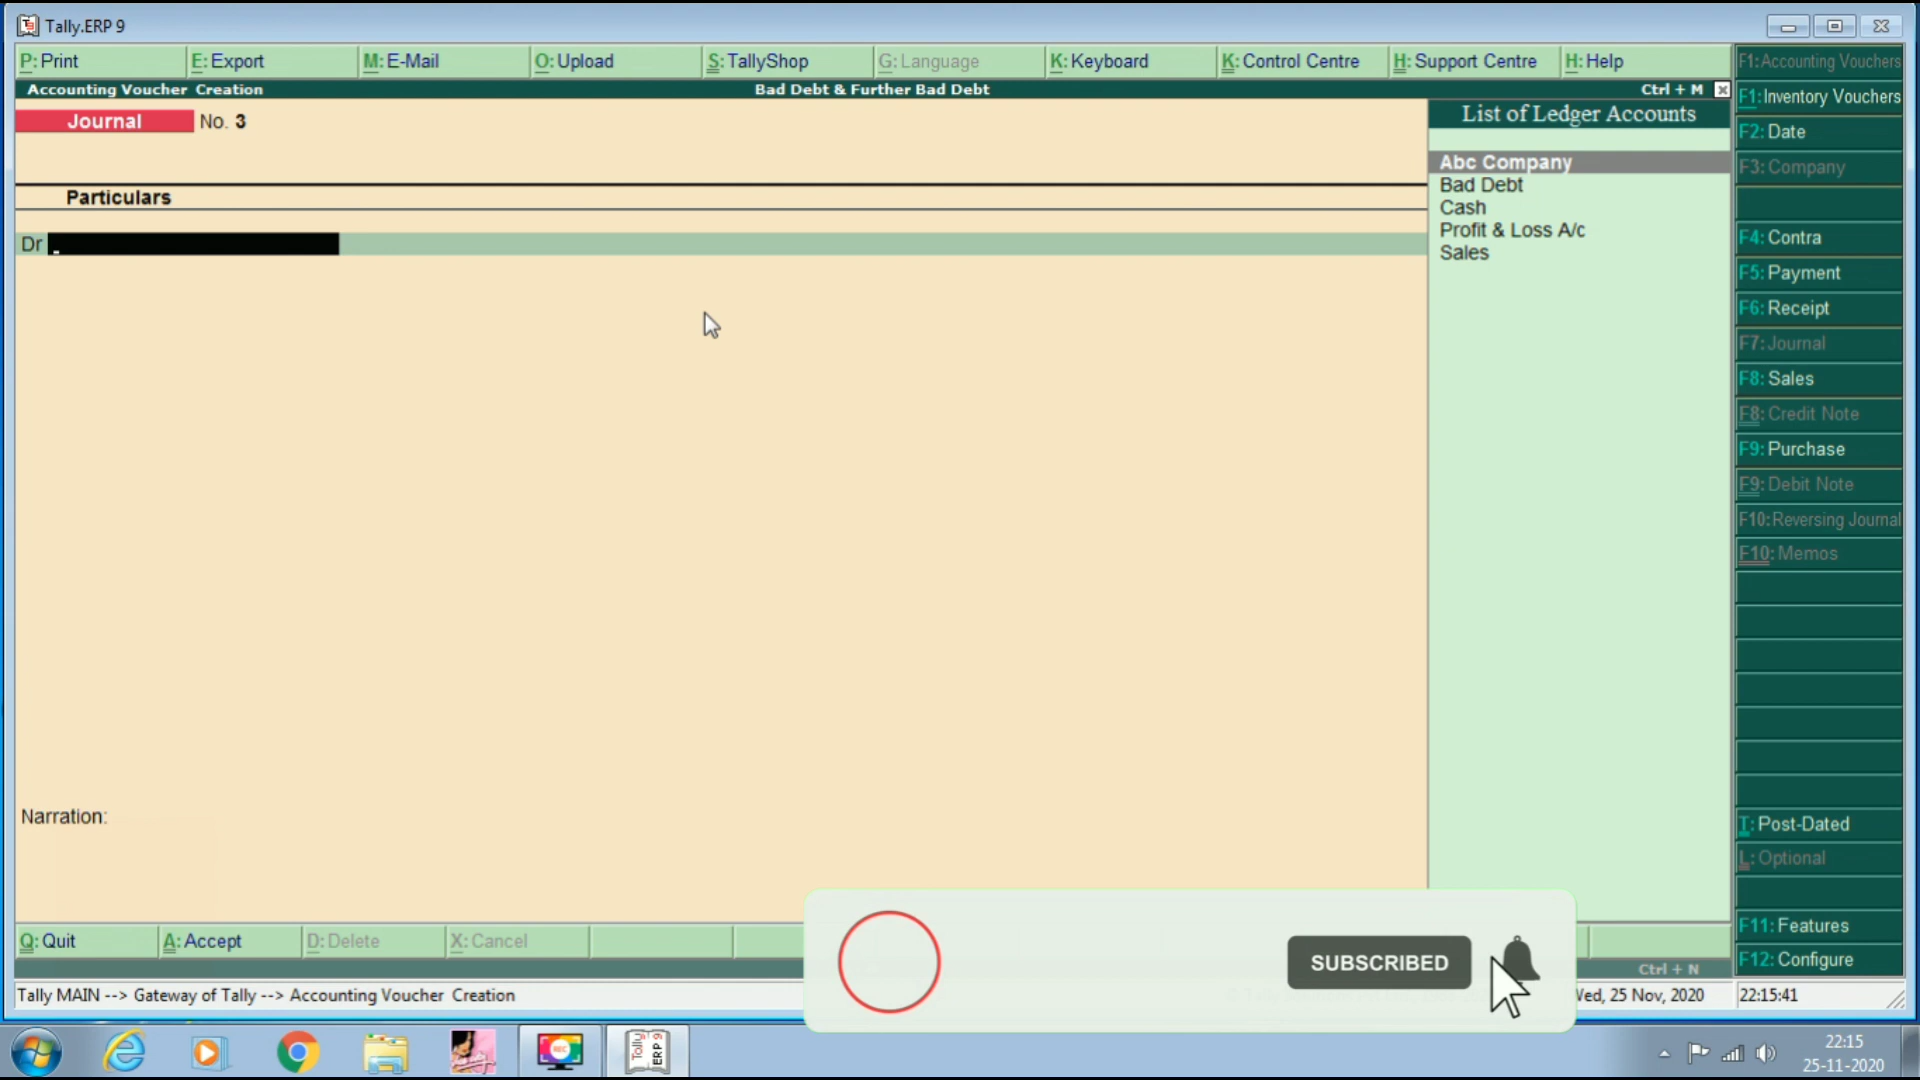 Tally.ERP 9
P: Print E: Export M: E-Mail O: Upload S: TallyShop G: Language K: Keyboard K: Control Centre H: Support Centre H: Help
Accounting Voucher Creation Bad Debt & Further Bad Debt Ctrl + M
Journal No. 3
Particulars
Dr
Narration:
List of Ledger Accounts
Abc Company
Bad Debt
Cash
Profit & Loss A/c
Sales
F1: Accounting Vouchers
F1: Inventory Vouchers
F2: Date
F3: Company
F4: Contra
F5: Payment
F6: Receipt
F7: Journal
F8: Sales
F8: Credit Note
F9: Purchase
F9: Debit Note
F10: Reversing Journal
F10: Memos
T: Post-Dated
L: Optional
F11: Features
F12: Configure
Q: Quit A: Accept D: Delete X: Cancel
SUBSCRIBED
Ctrl + N
Tally MAIN --> Gateway of Tally --> Accounting Voucher Creation
Wed, 25 Nov, 2020 22:15:41
Tally ERP 9
REC
22:15
25-11-2020